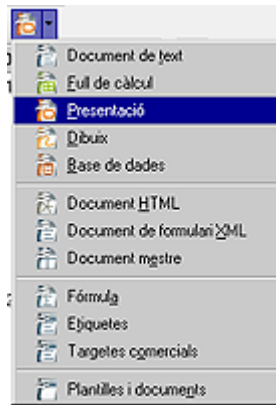 Document de text
Full de càlcul
Presentació
Dibuix
Base de dades
Document HTML
Document de formulari XML
Document mestre
Fórmula
Etiquetes
Targetes comercials
Plantilles i documents